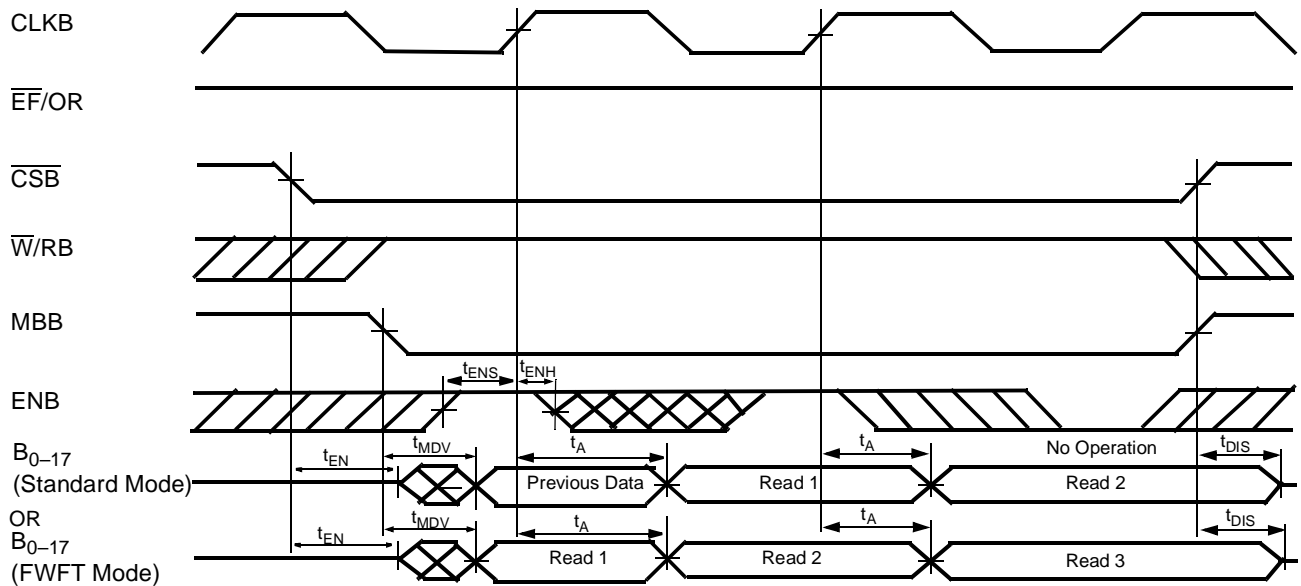 CLKB
E̅F̅/OR
C̅S̅B̅
W̅/RB
MBB
tENS tENH
ENB
No Operation
B0–17
(Standard Mode)
tEN tMDV tA tA tDIS
Previous Data Read 1 Read 2
OR
B0–17
(FWFT Mode)
tEN tMDV tA tA tDIS
Read 1 Read 2 Read 3